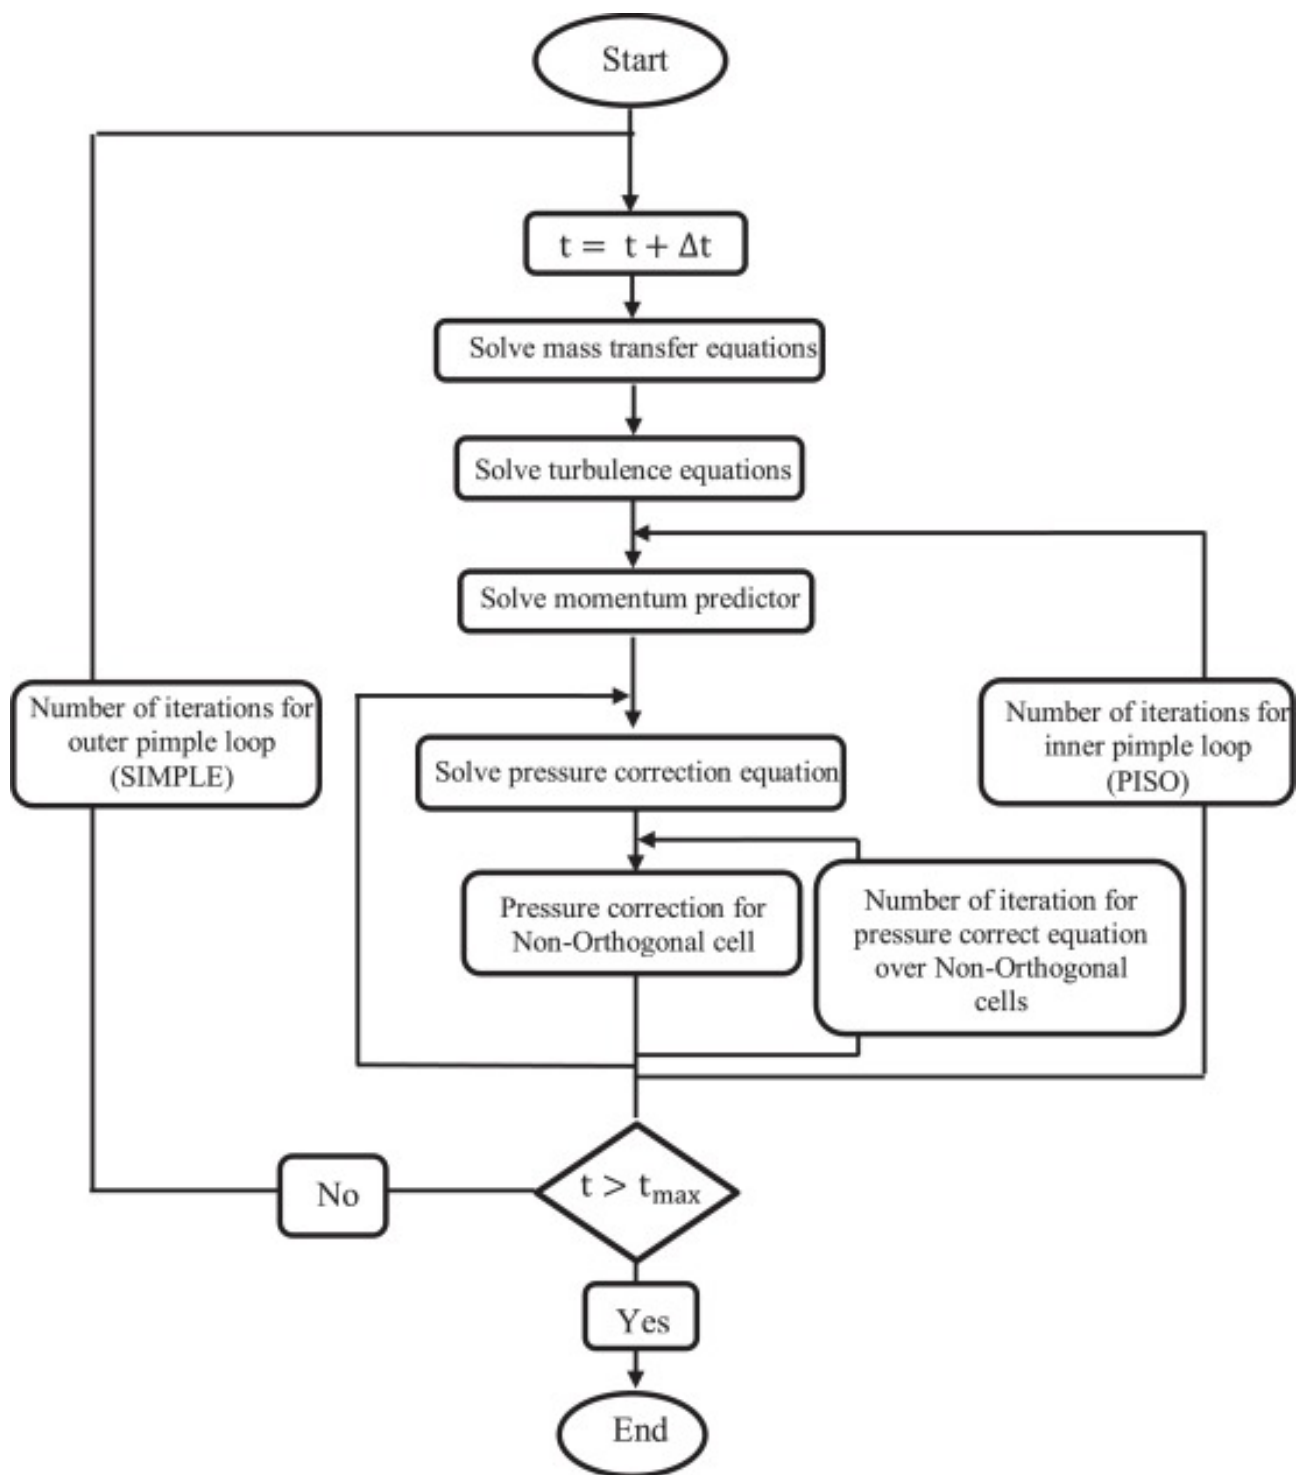 Start
t = t + Δt
Solve mass transfer equations
Solve turbulence equations
Solve momentum predictor
Number of iterations for
outer pimple loop
(SIMPLE)
Number of iterations for
inner pimple loop
(PISO)
Solve pressure correction equation
Pressure correction for
Non-Orthogonal cell
Number of iteration for
pressure correct equation
over Non-Orthogonal
cells
t > tmax
No
Yes
End